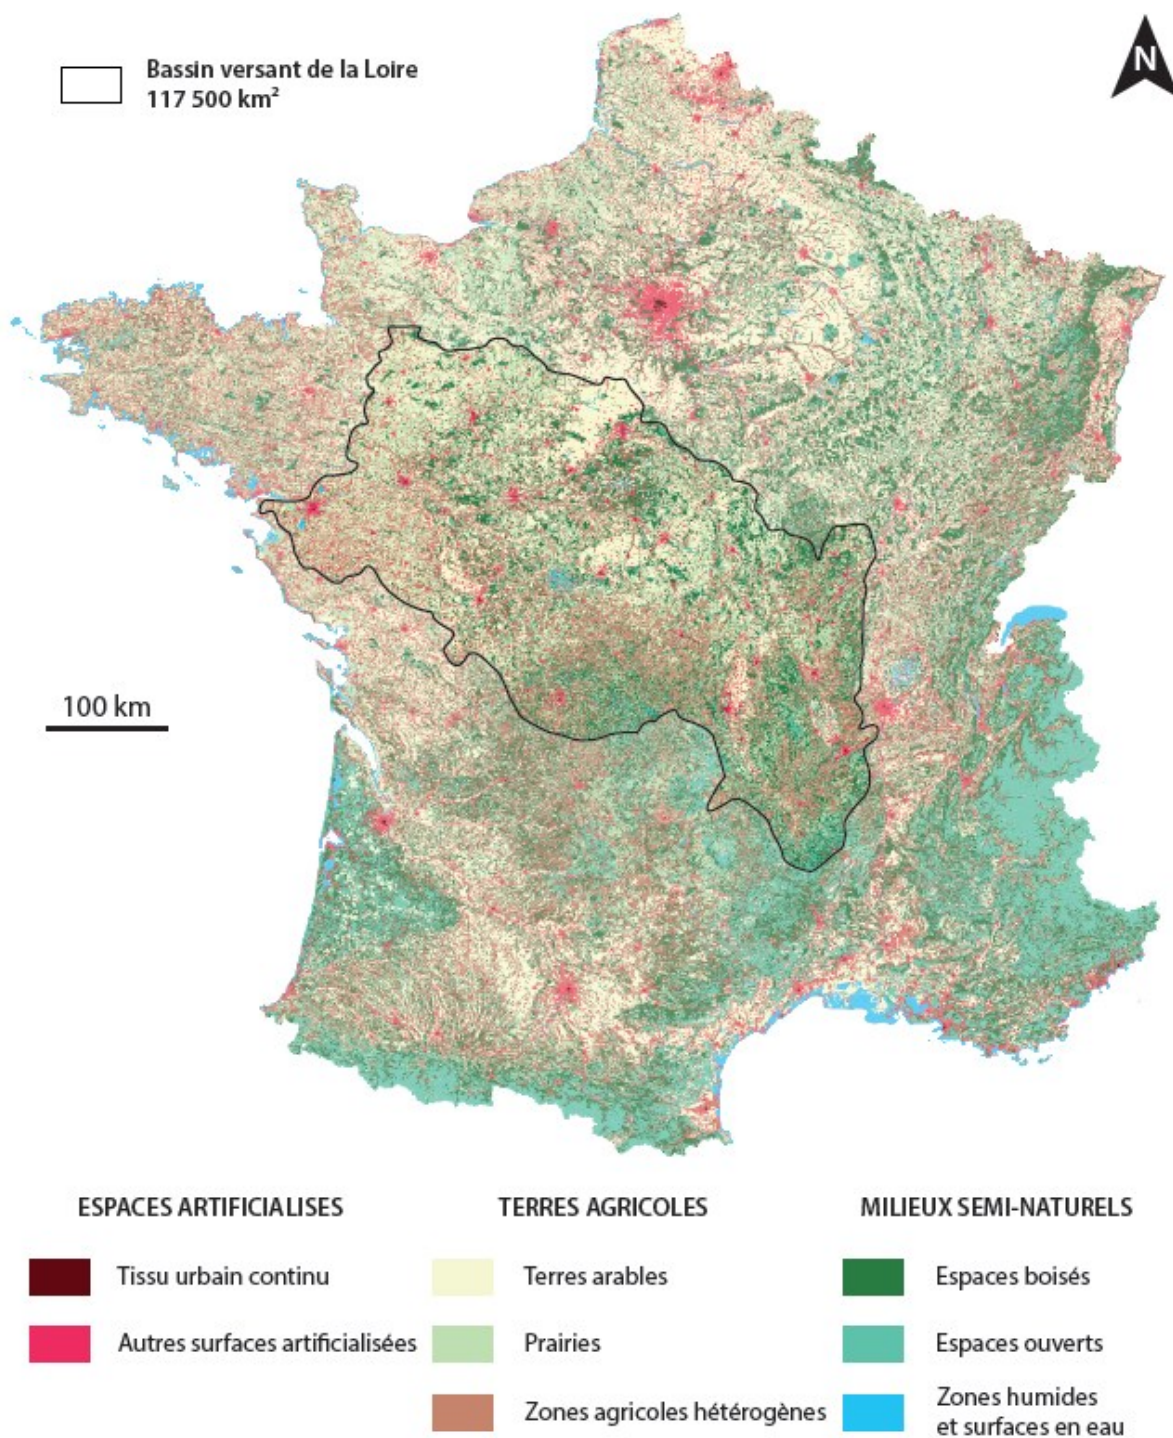 Bassin versant de la Loire
117 500 km²
N
100 km
ESPACES ARTIFICIALISES
Tissu urbain continu
Autres surfaces artificialisées
TERRES AGRICOLES
Terres arables
Prairies
Zones agricoles hétérogènes
MILIEUX SEMI-NATURELS
Espaces boisés
Espaces ouverts
Zones humides
et surfaces en eau